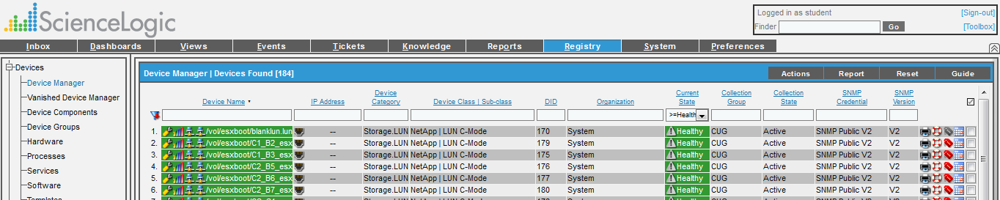 ScienceLogic
Logged in as student [Sign-out]
Finder Go [Toolbox]
Inbox Dashboards Views Events Tickets Knowledge Reports Registry System Preferences
Devices
Device Manager
Vanished Device Manager
Device Components
Device Groups
Hardware
Processes
Services
Software
Templates
Device Manager | Devices Found [184] Actions Report Reset Guide
Device Name IP Address Device Category Device Class | Sub-class DID Organization Current State Collection Group Collection State SNMP Credential SNMP Version
>=Health
1. /vol/esxboot/blanklun.lun -- Storage.LUN NetApp | LUN C-Mode 170 System Healthy CUG Active SNMP Public V2 V2
2. /vol/esxboot/C1_B2_esx -- Storage.LUN NetApp | LUN C-Mode 179 System Healthy CUG Active SNMP Public V2 V2
3. /vol/esxboot/C1_B3_esx -- Storage.LUN NetApp | LUN C-Mode 175 System Healthy CUG Active SNMP Public V2 V2
4. /vol/esxboot/C2_B5_esx -- Storage.LUN NetApp | LUN C-Mode 176 System Healthy CUG Active SNMP Public V2 V2
5. /vol/esxboot/C2_B6_esx -- Storage.LUN NetApp | LUN C-Mode 177 System Healthy CUG Active SNMP Public V2 V2
6. /vol/esxboot/C2_B7_esx -- Storage.LUN NetApp | LUN C-Mode 180 System Healthy CUG Active SNMP Public V2 V2